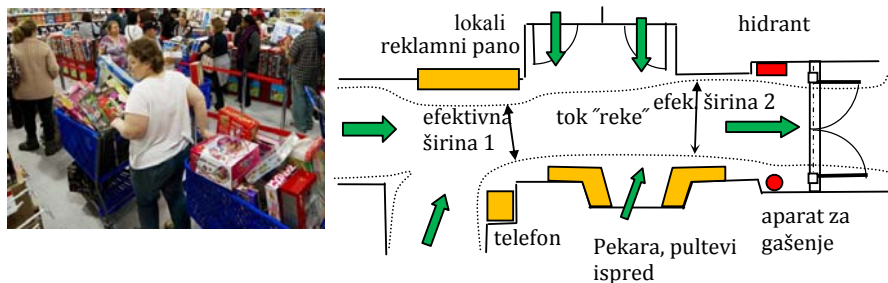 lokali
reklamni pano
hidrant
efektivna
širina 1
tok ˝reke˝
efek. širina 2
telefon
Pekara, pultevi
ispred
aparat za
gašenje